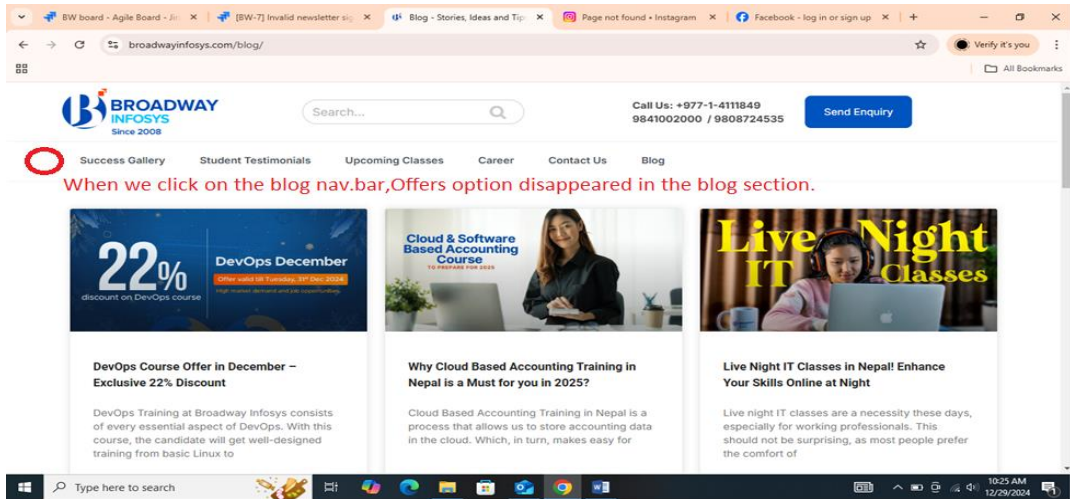 BW board - Agile Board - Jir
[BW-7] Invalid newsletter sig
Blog - Stories, Ideas and Tip
Page not found • Instagram
Facebook - log in or sign up
broadwayinfosys.com/blog/
Verify it's you
All Bookmarks
BROADWAY
INFOSYS
Since 2008
Search...
Call Us: +977-1-4111849
9841002000 / 9808724535
Send Enquiry
Success Gallery Student Testimonials Upcoming Classes Career Contact Us Blog
When we click on the blog nav.bar,Offers option disappeared in the blog section.
22%
discount on DevOps course
DevOps December
Offer valid till Tuesday, 31st Dec 2024
High market demand and job opportunities.
Cloud & Software
Based Accounting
Course
TO PREPARE FOR 2025
Live Night
IT Classes
DevOps Course Offer in December –
Exclusive 22% Discount
DevOps Training at Broadway Infosys consists
of every essential aspect of DevOps. With this
course, the candidate will get well-designed
training from basic Linux to
Why Cloud Based Accounting Training in
Nepal is a Must for you in 2025?
Cloud Based Accounting Training in Nepal is a
process that allows us to store accounting data
in the cloud. Which, in turn, makes easy for
Live Night IT Classes in Nepal! Enhance
Your Skills Online at Night
Live night IT classes are a necessity these days,
especially for working professionals. This
should not be surprising, as most people prefer
the comfort of
Type here to search
10:25 AM
12/29/2024